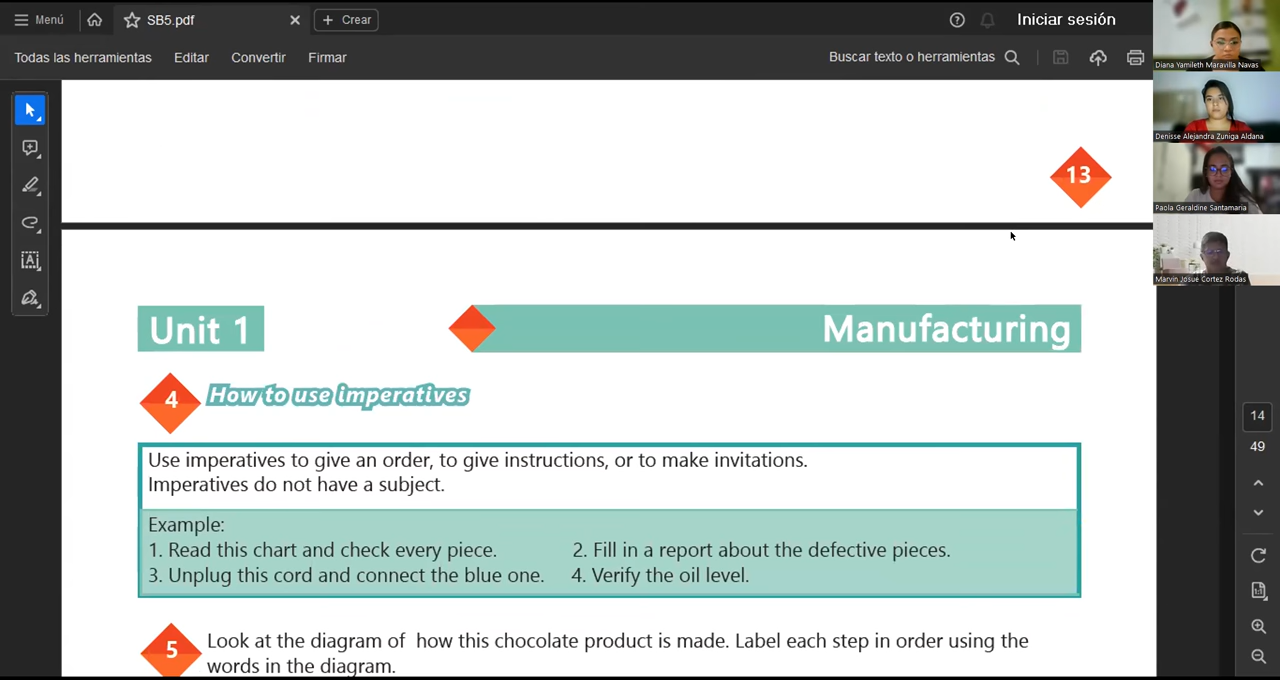 Menú
SB5.pdf
Crear
Iniciar sesión
Todas las herramientas
Editar
Convertir
Firmar
Buscar texto o herramientas
Diana Yamileth Maravilla Navas
Denisse Alejandra Zuniga Aldana
Paola Geraldine Santamaria
Marvin Josue Cortez Rodas
13
Unit 1
Manufacturing
4 How to use imperatives
Use imperatives to give an order, to give instructions, or to make invitations.
Imperatives do not have a subject.
Example:
1. Read this chart and check every piece. 2. Fill in a report about the defective pieces.
3. Unplug this cord and connect the blue one. 4. Verify the oil level.
5 Look at the diagram of how this chocolate product is made. Label each step in order using the
words in the diagram.
14
49